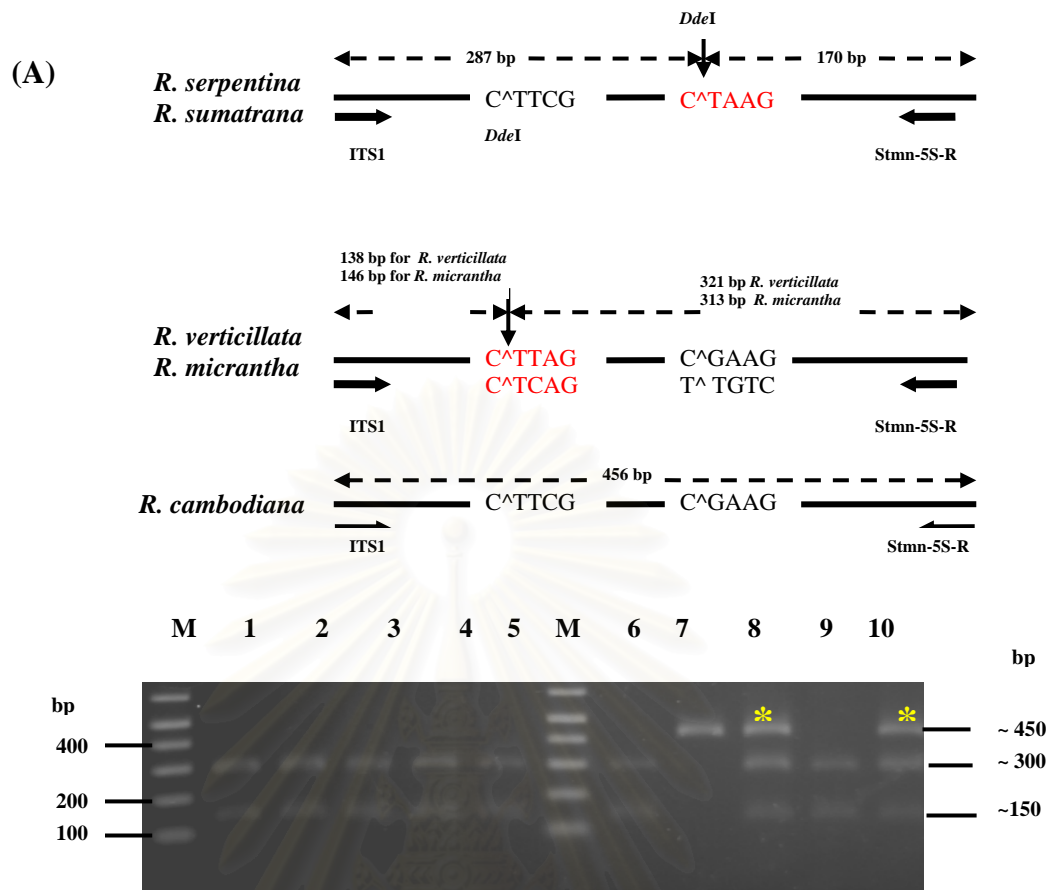 (A)
DdeI
287 bp
170 bp
R. serpentina
R. sumatrana
C^TTCG
C^TAAG
DdeI
ITS1
Stmn-5S-R
138 bp for R. verticillata
146 bp for R. micrantha
321 bp R. verticillata
313 bp R. micrantha
R. verticillata
R. micrantha
C^TTAG
C^GAAG
C^TCAG
T^ TGTC
ITS1
Stmn-5S-R
456 bp
R. cambodiana
C^TTCG
C^GAAG
ITS1
Stmn-5S-R
M 1 2 3 4 5 M 6 7 8 9 10
bp
bp
* *
~ 450
400
~ 300
200
~150
100